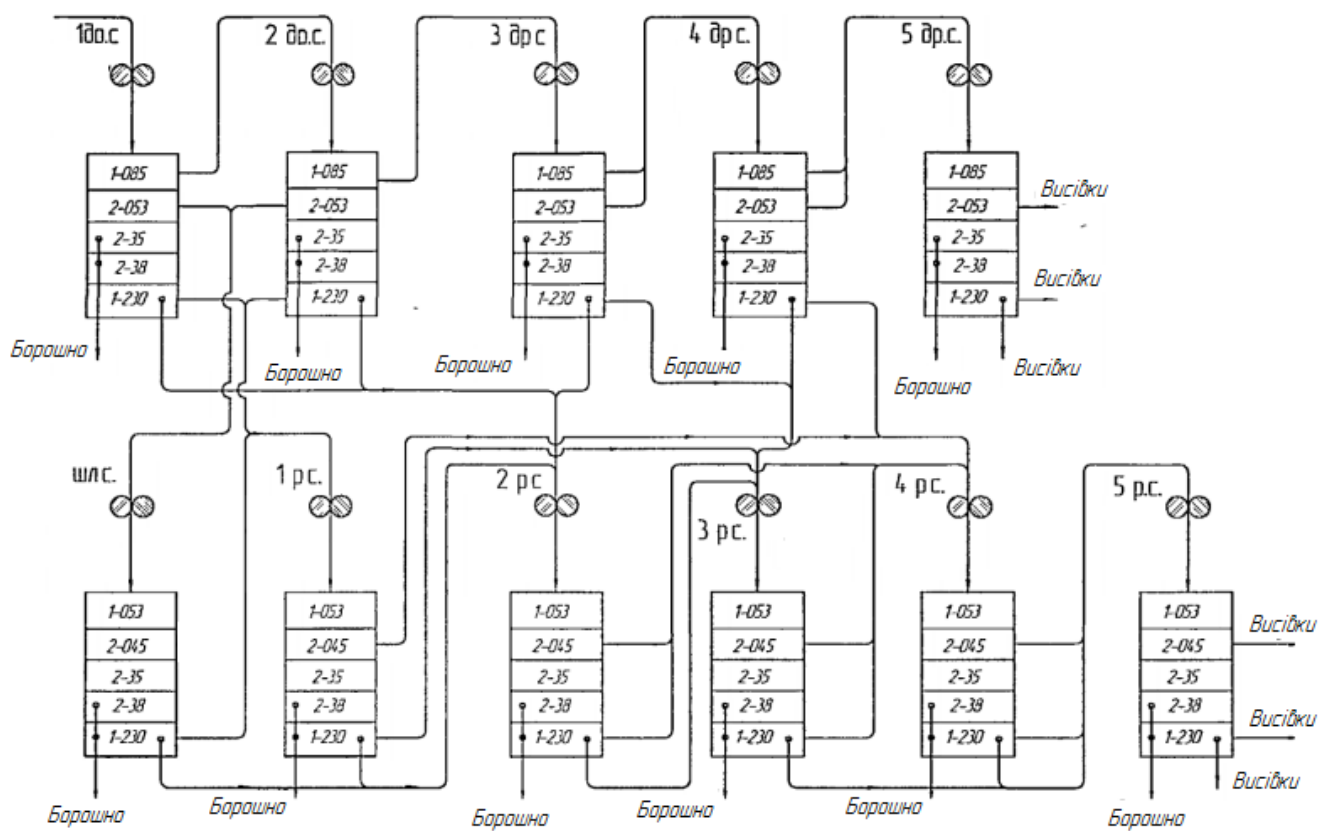 1др.с
2 др.с.
3 др с
4 др с.
5 др.с.
1-085
1-085
1-085
1-085
1-085
2-053
2-053
2-053
2-053
2-053
Висівки
2-35
2-35
2-35
2-35
2-35
2-38
2-38
2-38
2-38
2-38
1-230
1-230
1-230
1-230
1-230
Висівки
Борошно
Борошно
Борошно
Борошно
Борошно
Висівки
шл с.
1 р с.
2 р с
3 р с.
4 р с.
5 р.с.
1-053
1-053
1-053
1-053
1-053
1-053
2-045
2-045
2-045
2-045
2-045
2-045
Висівки
2-35
2-35
2-35
2-35
2-35
2-35
2-38
2-38
2-38
2-38
2-38
2-38
1-230
1-230
1-230
1-230
1-230
1-230
Висівки
Борошно
Борошно
Борошно
Борошно
Борошно
Борошно
Висівки